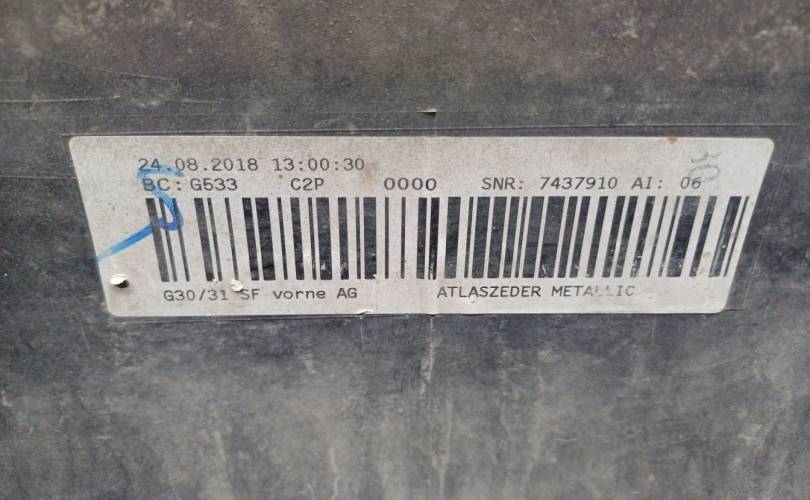 24.08.2018 13:00:30
BC: G533 C2P 0000 SNR: 7437910 AI: 06
G30/31 SF vorne AG ATLASZEDER METALLIC